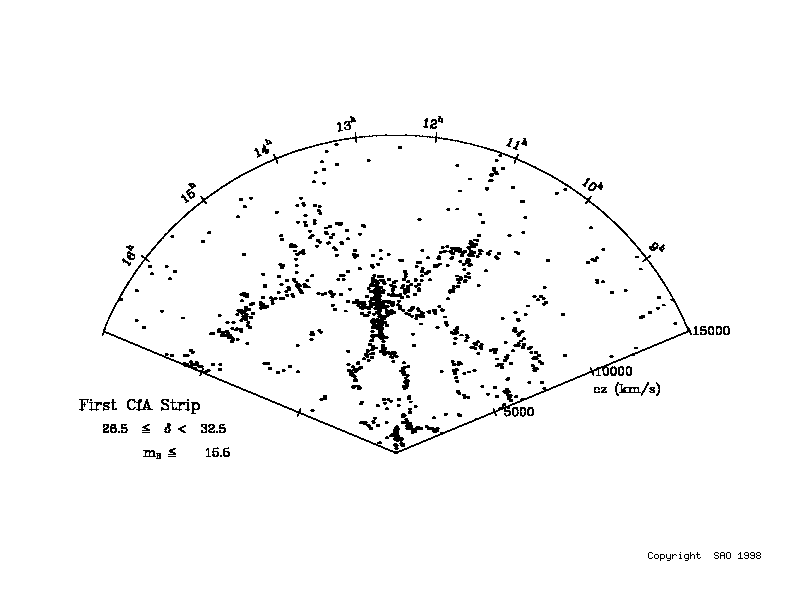 13ʰ 12ʰ
14ʰ 11ʰ
15ʰ 10ʰ
16ʰ 9ʰ
15000
10000
cz (km/s)
5000
First CfA Strip
26.5 ≤ δ < 32.5
m_B ≤ 15.5
Copyright SAO 1998